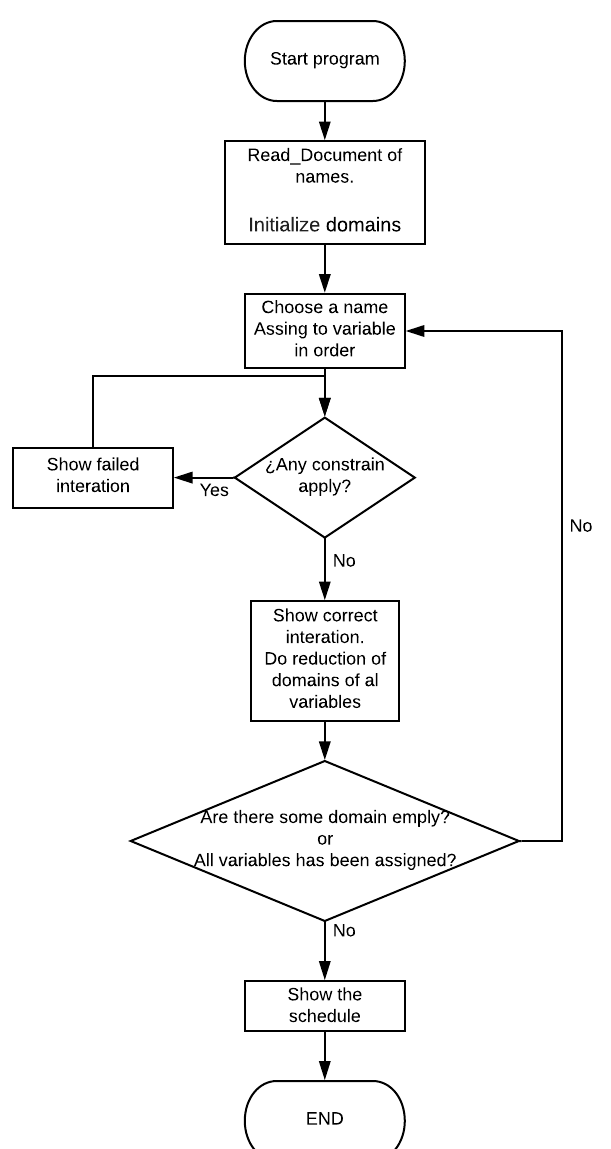 Start program
Read_Document of
names.
Initialize domains
Choose a name
Assing to variable
in order
¿Any constrain
apply?
Show failed
interation
Yes
No
No
Show correct
interation.
Do reduction of
domains of al
variables
Are there some domain emply?
or
All variables has been assigned?
No
Show the
schedule
END